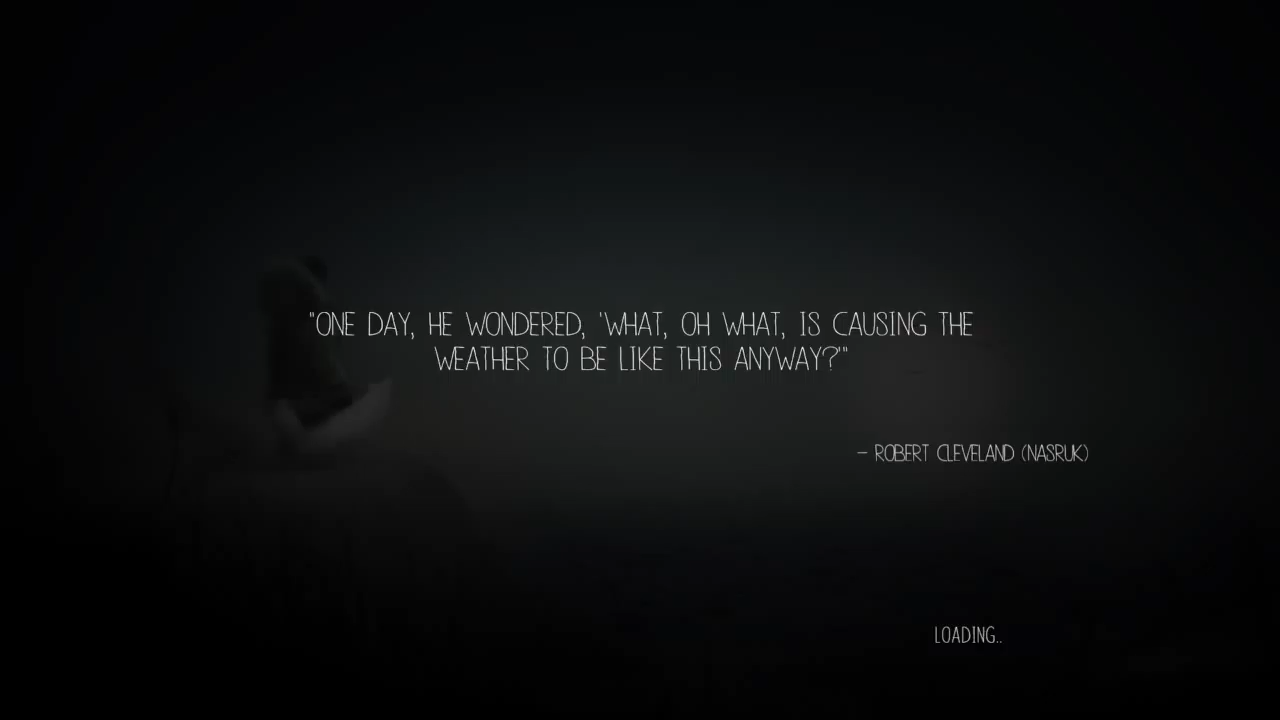 "ONE DAY, HE WONDERED, 'WHAT, OH WHAT, IS CAUSING THE
WEATHER TO BE LIKE THIS ANYWAY?'"
- ROBERT CLEVELAND (NASRUK)
LOADING..